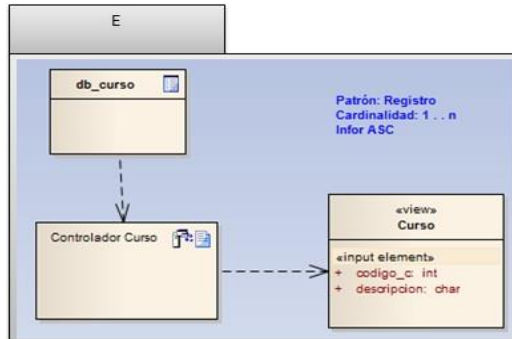 E
db_curso
Patrón: Registro
Cardinalidad: 1 . . n
Infor ASC
Controlador Curso
«view»
Curso
«input element»
+ codigo_c: int
+ descripcion: char